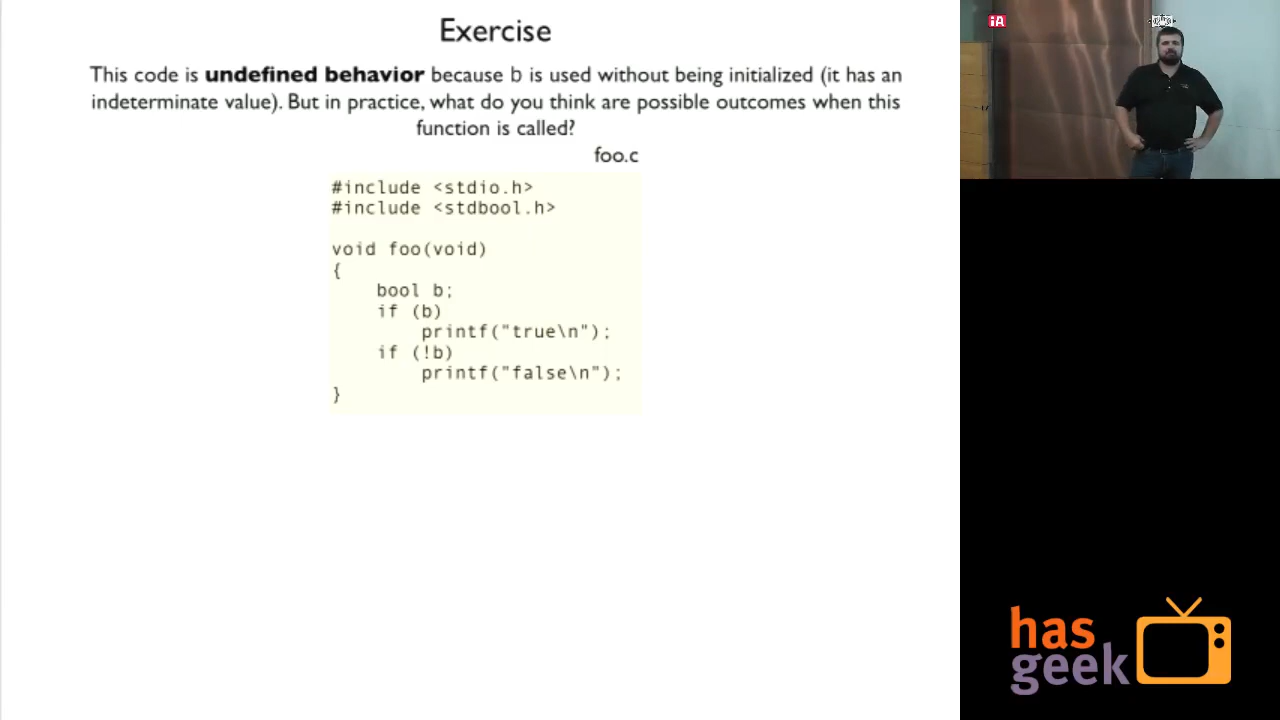 Exercise
This code is undefined behavior because b is used without being initialized (it has an
indeterminate value). But in practice, what do you think are possible outcomes when this
function is called?
foo.c
#include <stdio.h>
#include <stdbool.h>
void foo(void)
{
    bool b;
    if (b)
        printf("true\n");
    if (!b)
        printf("false\n");
}
iA
has
geek